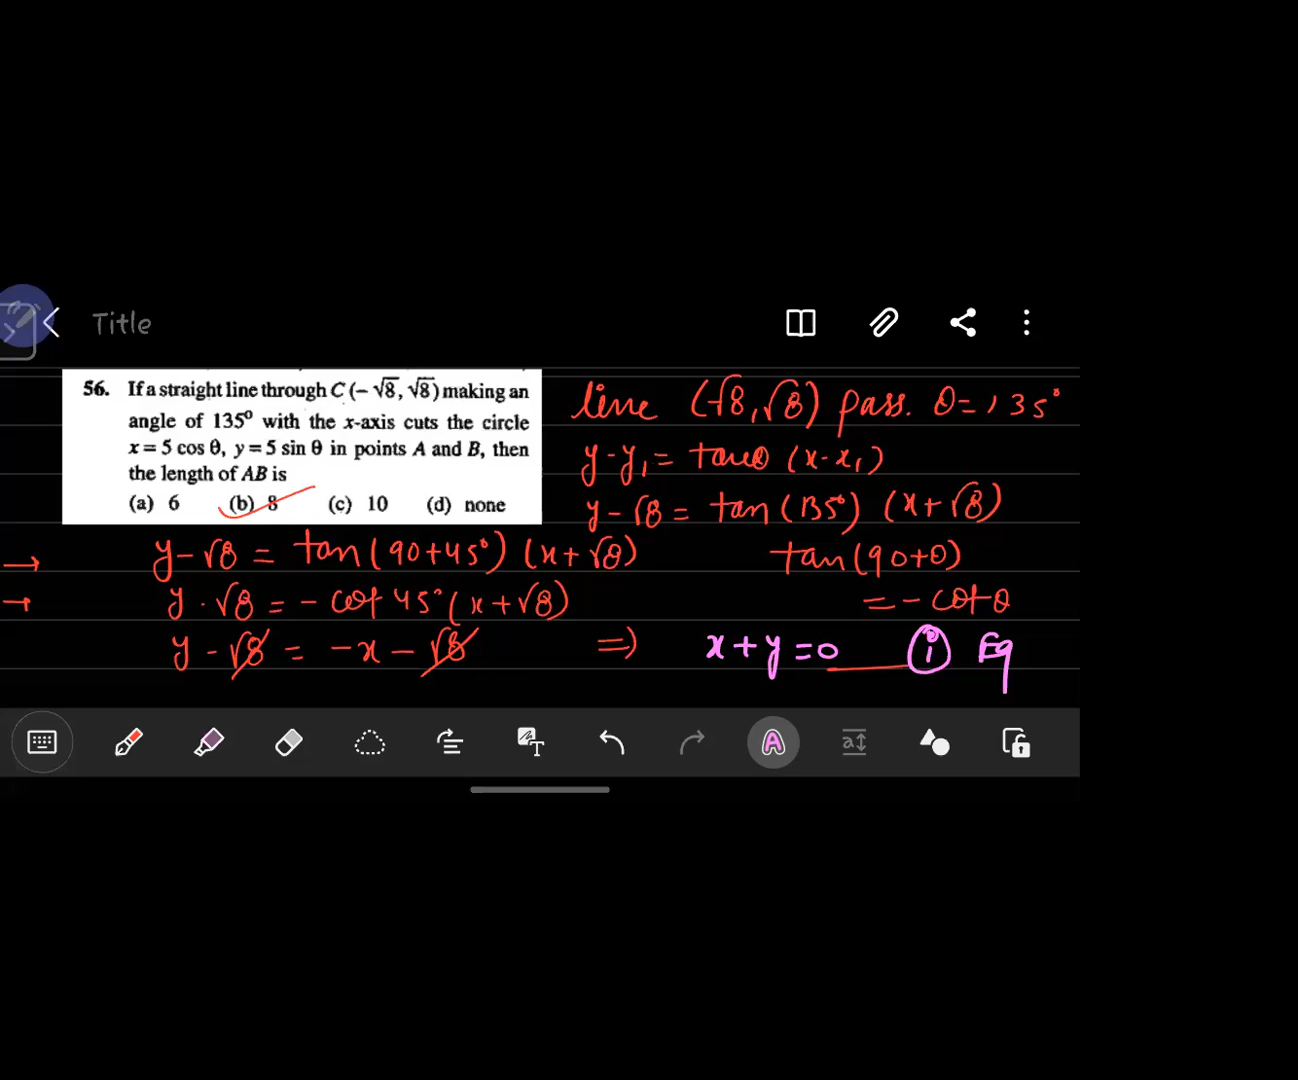 Title
56. If a straight line through C (– √8, √8) making an
angle of 135⁰ with the x-axis cuts the circle
x = 5 cos θ, y = 5 sin θ in points A and B, then
the length of AB is
(a) 6 (b) 8 (c) 10 (d) none
line (-√8, √8) pass. θ = 135°
y - y₁ = tanθ (x - x₁)
y - √8 = tan (135°) (x + √8)
→ y - √8 = tan (90+45°) (x + √8)
tan (90+θ)
→ y - √8 = - cot 45° (x + √8)
= - cot θ
y - √8 = - x - √8 ⇒ x + y = 0 (i) Eq
A
T
a